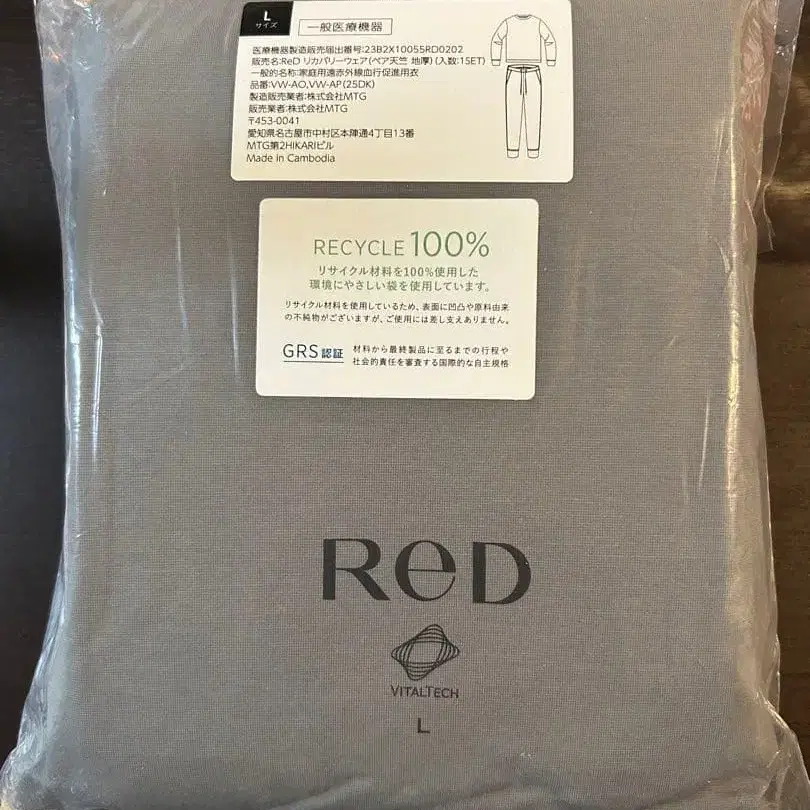 L
サイズ
一般医療機器
医療機器製造販売届出番号:23B2X10055RD0202
販売名:ReD リカバリーウェア(ベア天竺 地厚)(入数:1SET)
一般的名称:家庭用遠赤外線血行促進用衣
品番:VW-AO,VW-AP(25DK)
製造販売業者:株式会社MTG
販売業者:株式会社MTG
〒453-0041
愛知県名古屋市中村区本陣通4丁目13番
MTG第2HIKARIビル
Made in Cambodia
RECYCLE 100%
リサイクル材料を100%使用した
環境にやさしい袋を使用しています。
リサイクル材料を使用しているため、表面に凹凸や原料由来
の不純物がございますが、ご使用には差し支えありません。
GRS認証
材料から最終製品に至るまでの行程や
社会的責任を審査する国際的な自主規格
ReD
VITALTECH
L